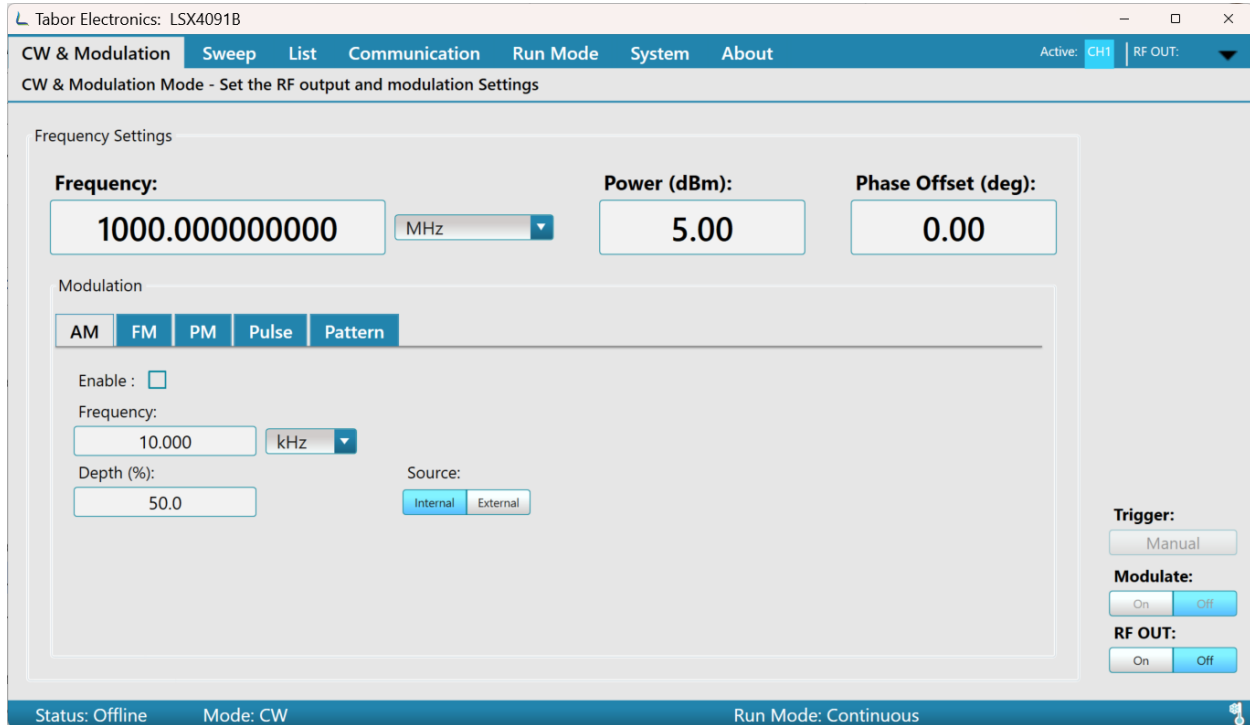 Tabor Electronics: LSX4091B
CW & Modulation Sweep List Communication Run Mode System About Active: CH1 RF OUT:
CW & Modulation Mode - Set the RF output and modulation Settings
Frequency Settings
Frequency: Power (dBm): Phase Offset (deg):
1000.000000000 MHz 5.00 0.00
Modulation
AM FM PM Pulse Pattern
Enable :
Frequency:
10.000 kHz
Depth (%): Source:
50.0 Internal External
Trigger:
Manual
Modulate:
On Off
RF OUT:
On Off
Status: Offline Mode: CW Run Mode: Continuous